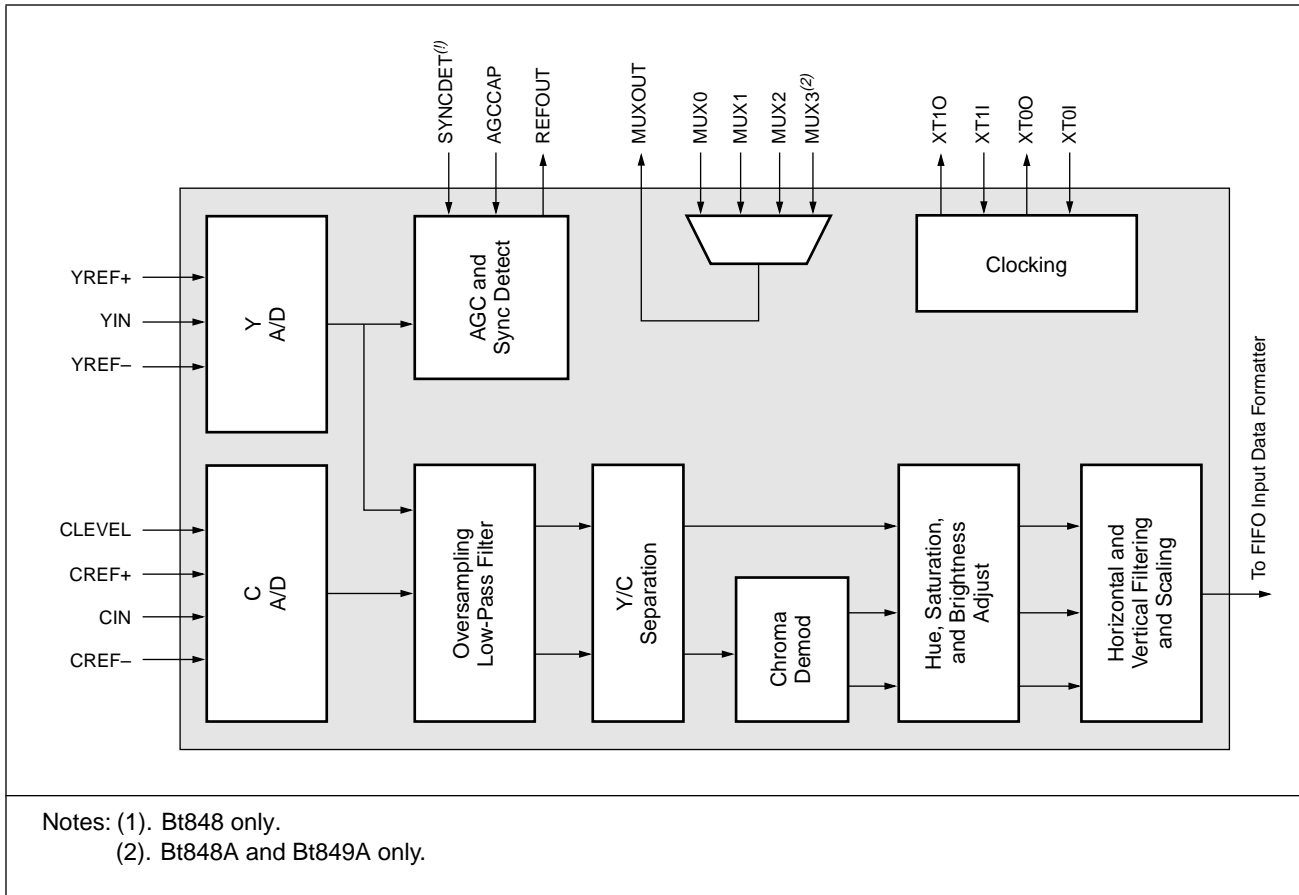 SYNCDET(!)
AGCCAP
REFOUT
MUXOUT
MUX0
MUX1
MUX2
MUX3(2)
XT1O
XT1I
XT0O
XT0I
YREF+
YIN
YREF–
Y
A/D
AGC and
Sync Detect
Clocking
CLEVEL
CREF+
CIN
CREF–
C
A/D
Oversampling
Low-Pass Filter
Y/C
Separation
Chroma
Demod
Hue, Saturation,
and Brightness
Adjust
Horizontal and
Vertical Filtering
and Scaling
To FIFO Input Data Formatter
Notes: (1). Bt848 only.
(2). Bt848A and Bt849A only.